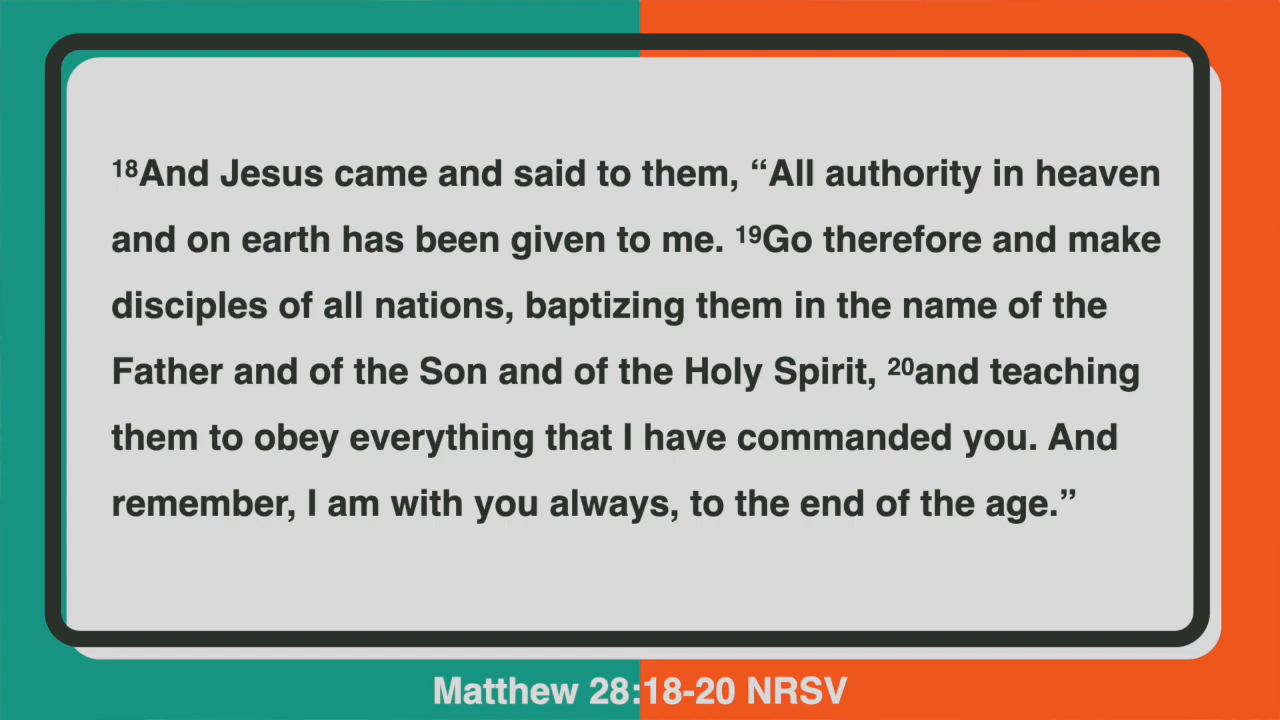 ¹⁸And Jesus came and said to them, “All authority in heaven
and on earth has been given to me. ¹⁹Go therefore and make
disciples of all nations, baptizing them in the name of the
Father and of the Son and of the Holy Spirit, ²⁰and teaching
them to obey everything that I have commanded you. And
remember, I am with you always, to the end of the age.”
Matthew 28:18-20 NRSV